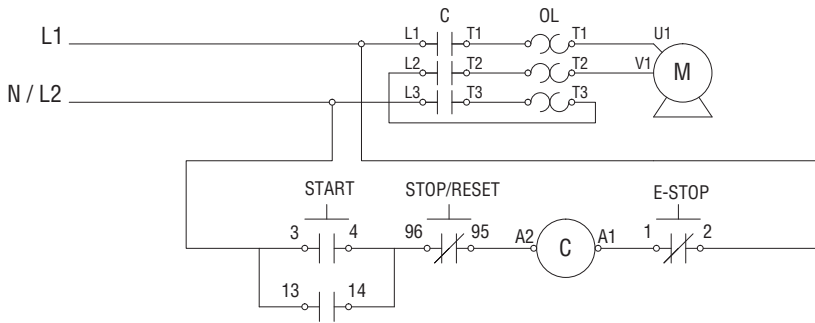 C OL
L1 L1 T1 T1 U1
L2 T2 T2 V1 M
N / L2 L3 T3 T3
START STOP/RESET E-STOP
3 4 96 95 A2 C A1 1 2
13 14